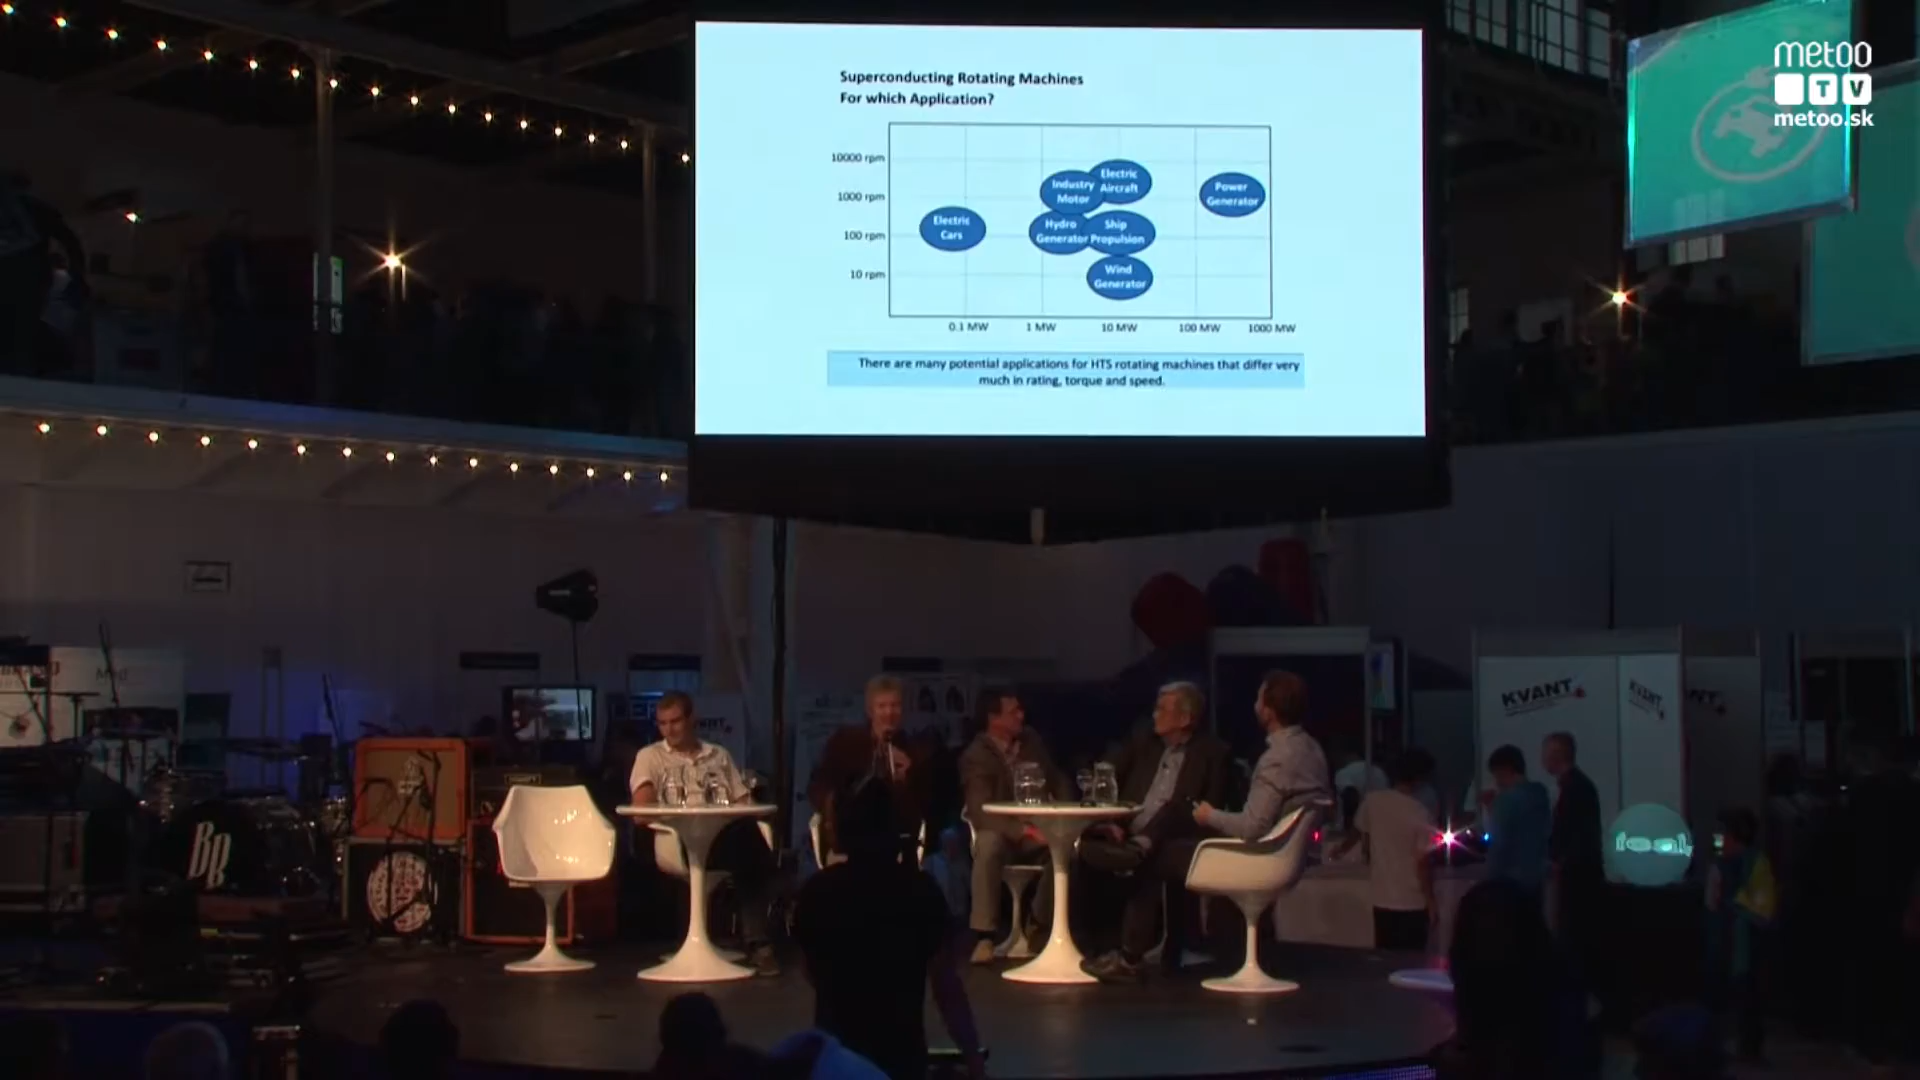 metoo
TV
metoo.sk
Superconducting Rotating Machines
For which Application?
10000 rpm
1000 rpm
100 rpm
10 rpm
Electric
Cars
Industry
Motor
Electric
Aircraft
Hydro
Generator
Ship
Propulsion
Wind
Generator
Power
Generator
0.1 MW
1 MW
10 MW
100 MW
1000 MW
There are many potential applications for HTS rotating machines that differ very
much in rating, torque and speed.
KVANT
KVANT
BB